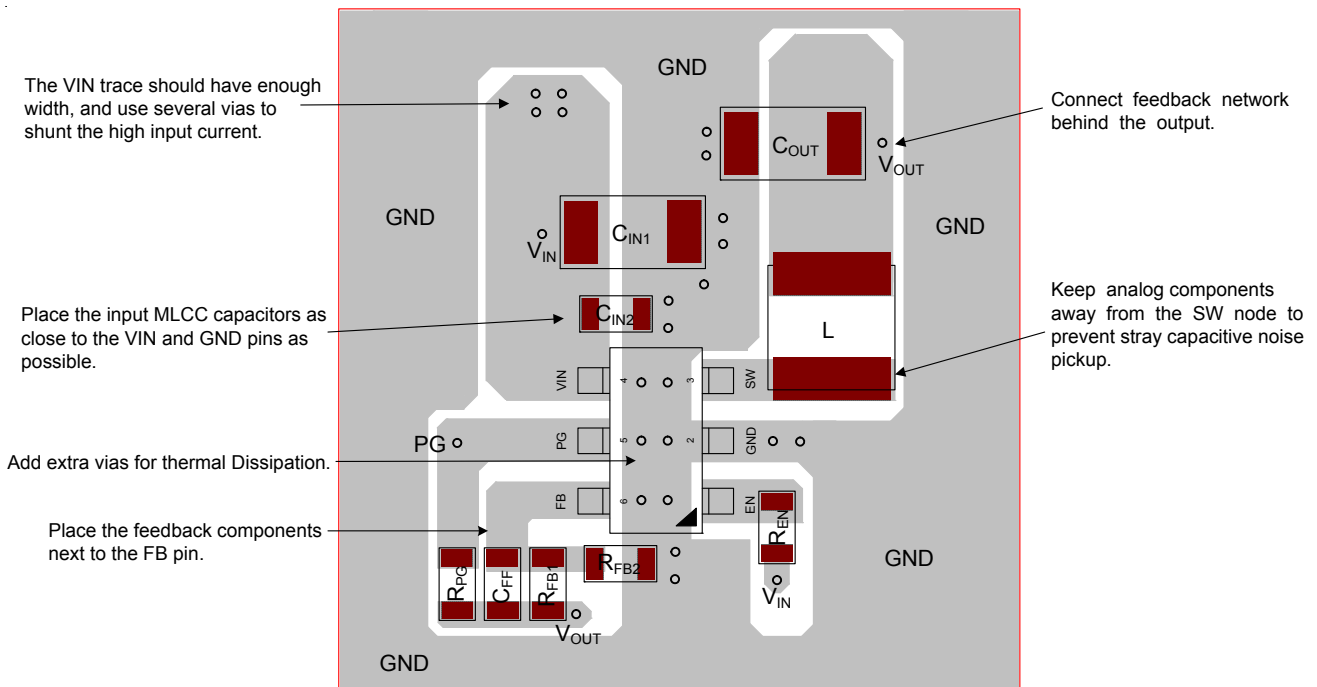 The VIN trace should have enough
width, and use several vias to
shunt the high input current.
GND
Connect feedback network
behind the output.
COUT
VOUT
GND
GND
CIN1
VIN
Place the input MLCC capacitors as
close to the VIN and GND pins as
possible.
CIN2
Keep analog components
away from the SW node to
prevent stray capacitive noise
pickup.
L
VIN
4
3
SW
PG
PG
5
2
GND
Add extra vias for thermal Dissipation.
FB
6
EN
Place the feedback components
next to the FB pin.
REN
GND
RPG
CFF
RFB1
RFB2
VIN
VOUT
GND